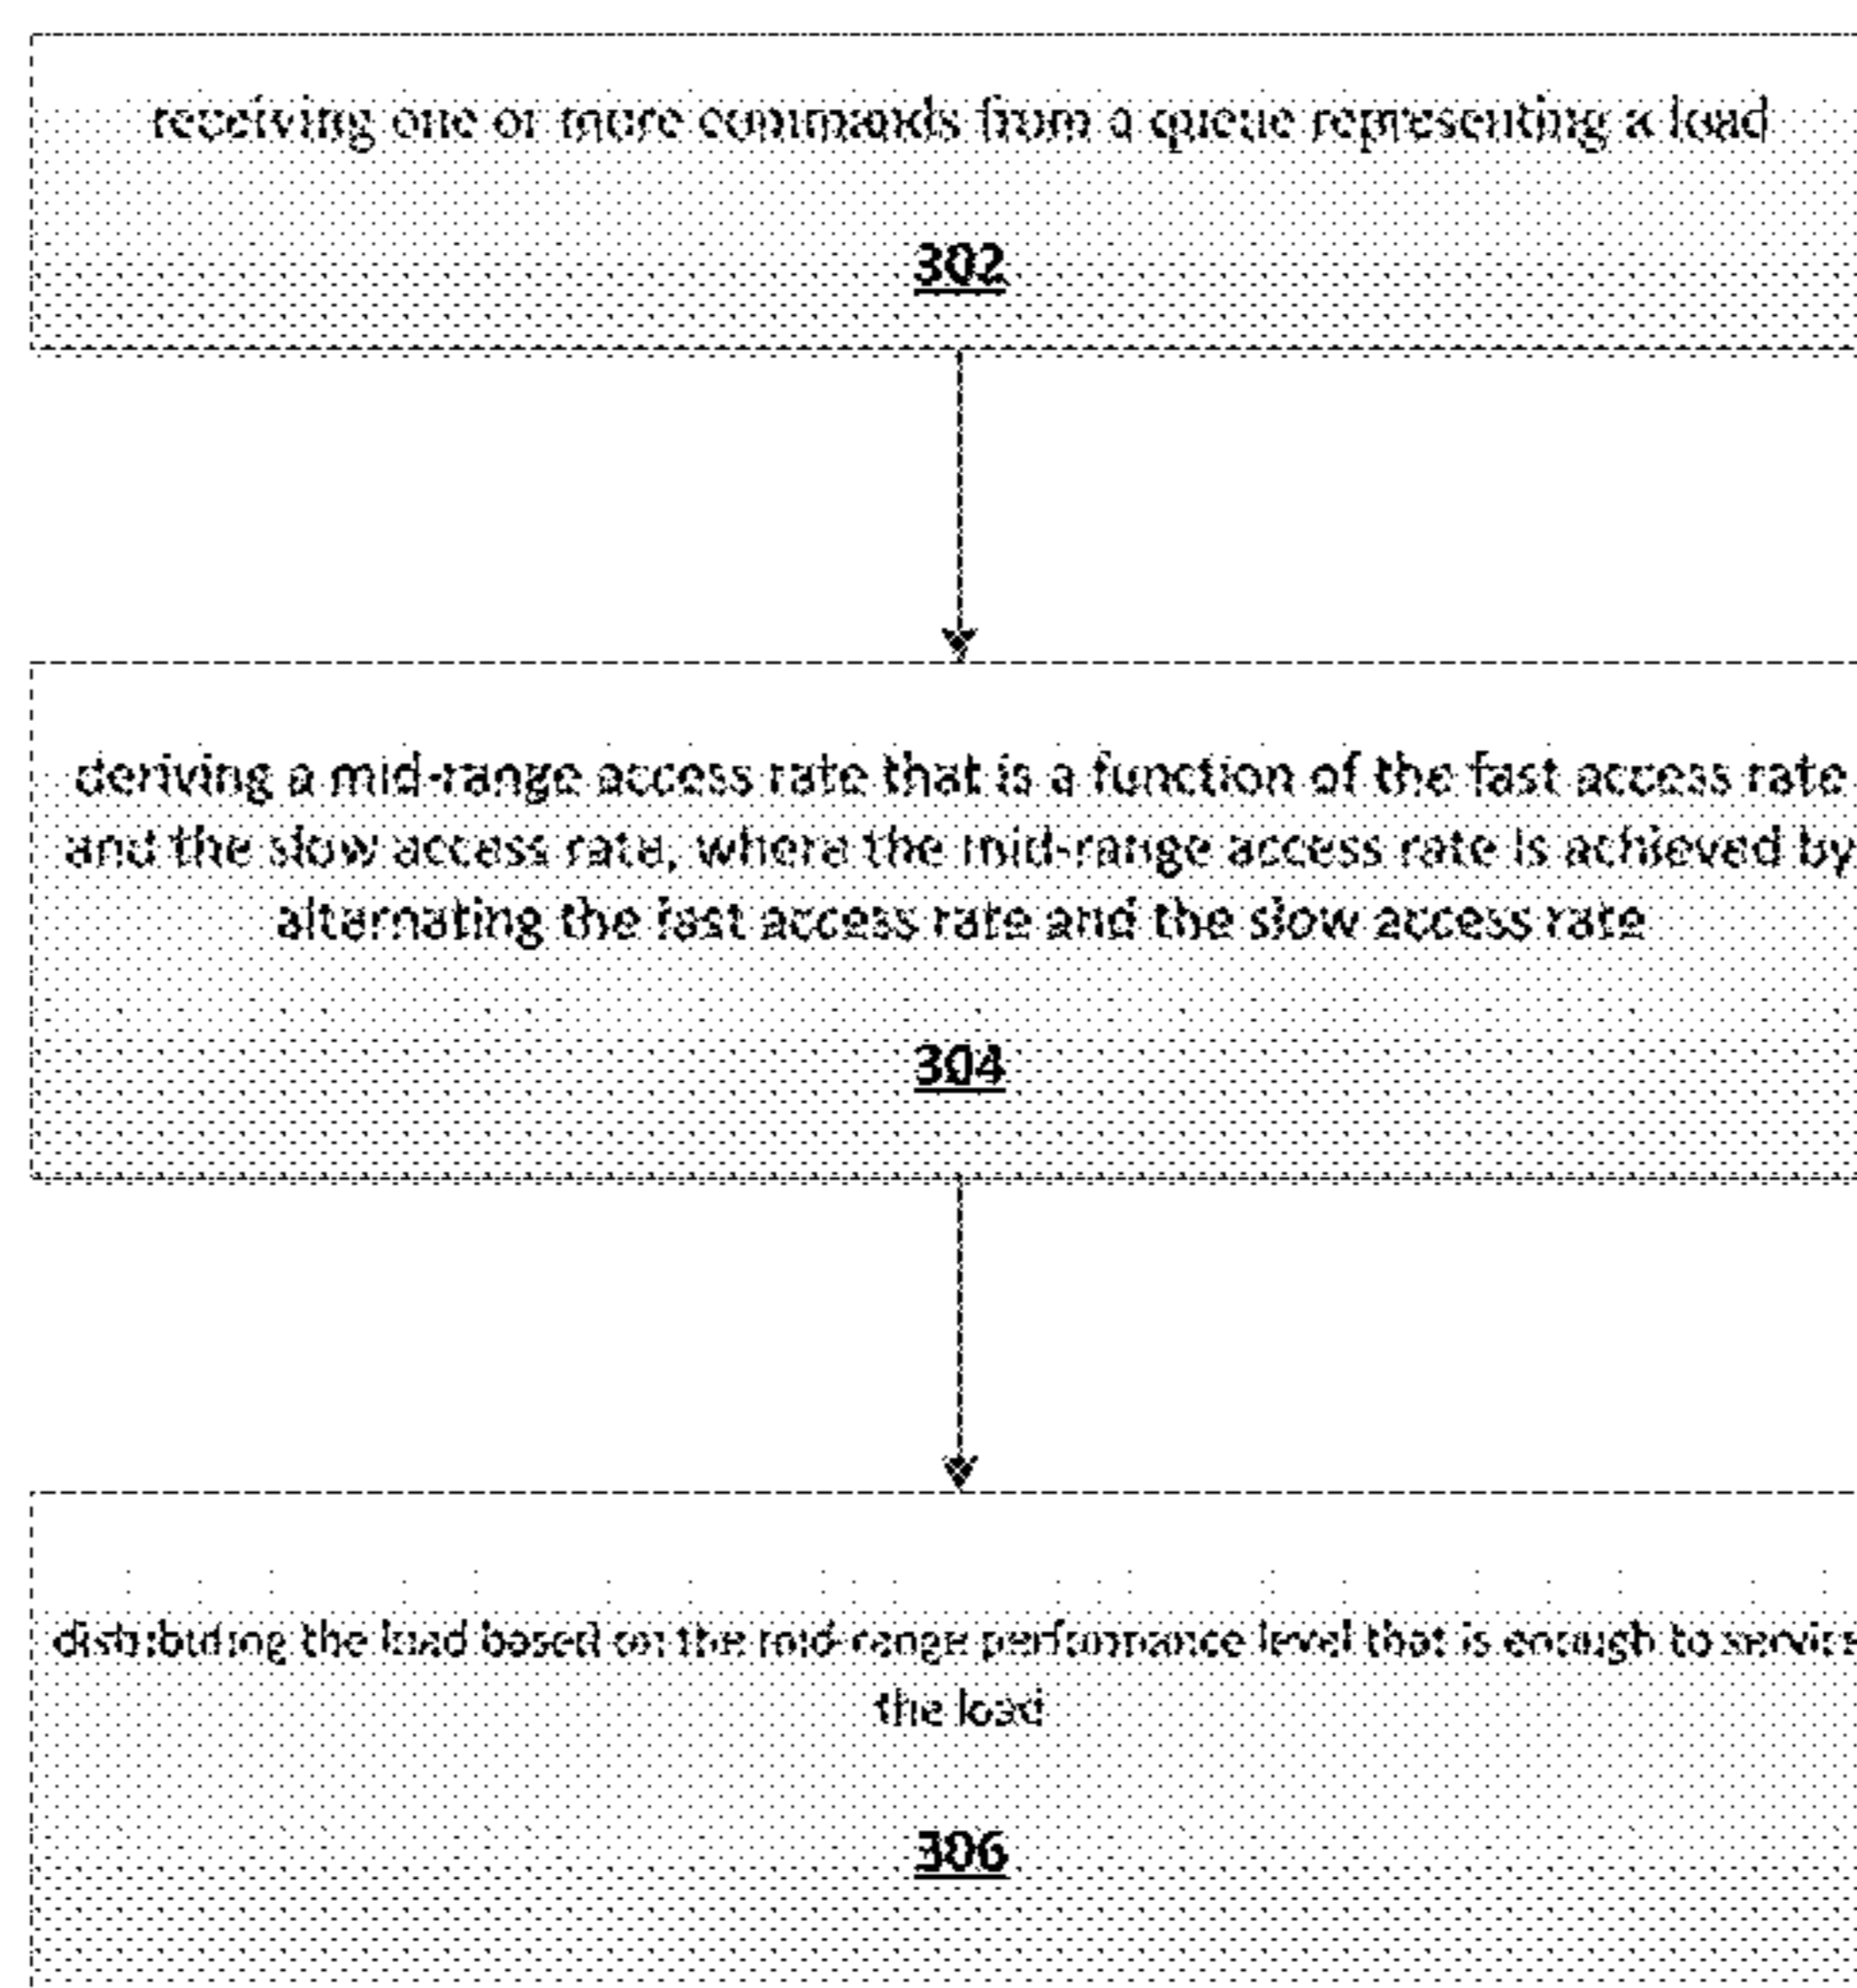 receiving one or more commands from a queue representing a load
302
deriving a mid-range access rate that is a function of the fast access rate
and the slow access rate, where the mid-range access rate is achieved by
alternating the fast access rate and the slow access rate
304
distributing the load based on the mid-range performance level that is enough to service
the load
306